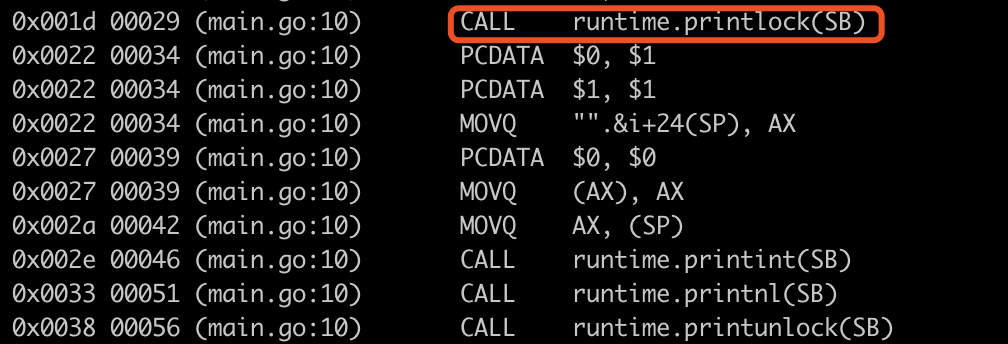 0x001d 00029 (main.go:10) CALL runtime.printlock(SB)
0x0022 00034 (main.go:10) PCDATA $0, $1
0x0022 00034 (main.go:10) PCDATA $1, $1
0x0022 00034 (main.go:10) MOVQ "".&i+24(SP), AX
0x0027 00039 (main.go:10) PCDATA $0, $0
0x0027 00039 (main.go:10) MOVQ (AX), AX
0x002a 00042 (main.go:10) MOVQ AX, (SP)
0x002e 00046 (main.go:10) CALL runtime.printint(SB)
0x0033 00051 (main.go:10) CALL runtime.printnl(SB)
0x0038 00056 (main.go:10) CALL runtime.printunlock(SB)